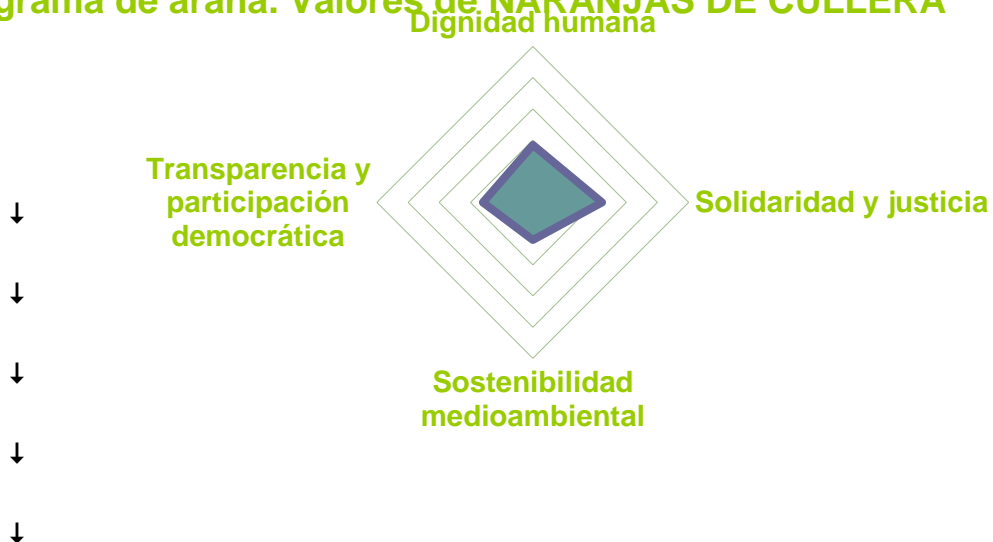 grama de araña. Valores de NARANJAS DE CULLERA
Dignidad humana
Transparencia y
participación
democrática
Solidaridad y justicia
Sostenibilidad
medioambiental
↓
↓
↓
↓
↓